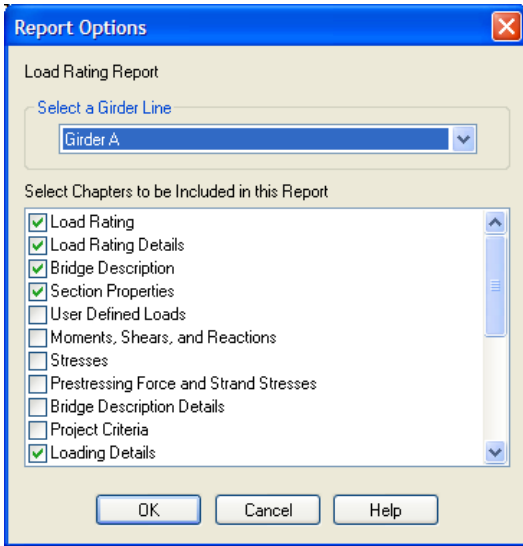 Report Options
Load Rating Report
Select a Girder Line
Girder A
Select Chapters to be Included in this Report
Load Rating
Load Rating Details
Bridge Description
Section Properties
User Defined Loads
Moments, Shears, and Reactions
Stresses
Prestressing Force and Strand Stresses
Bridge Description Details
Project Criteria
Loading Details
OK Cancel Help